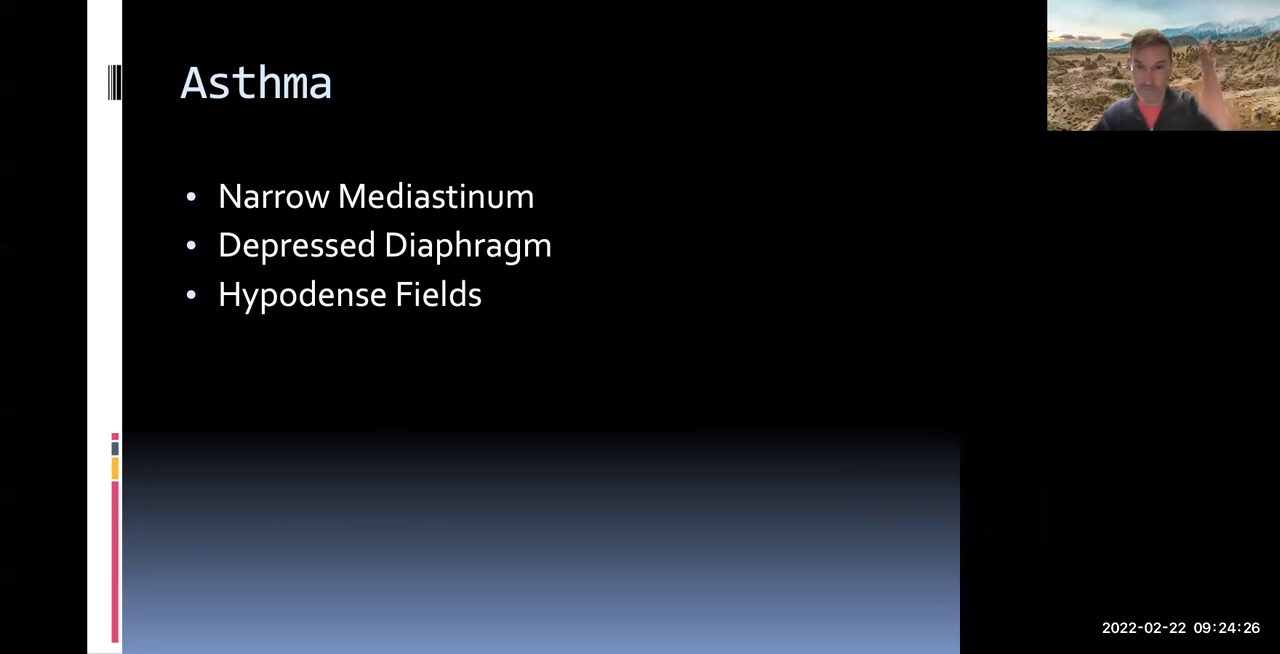 Asthma
• Narrow Mediastinum
• Depressed Diaphragm
• Hypodense Fields
2022-02-22 09:24:26